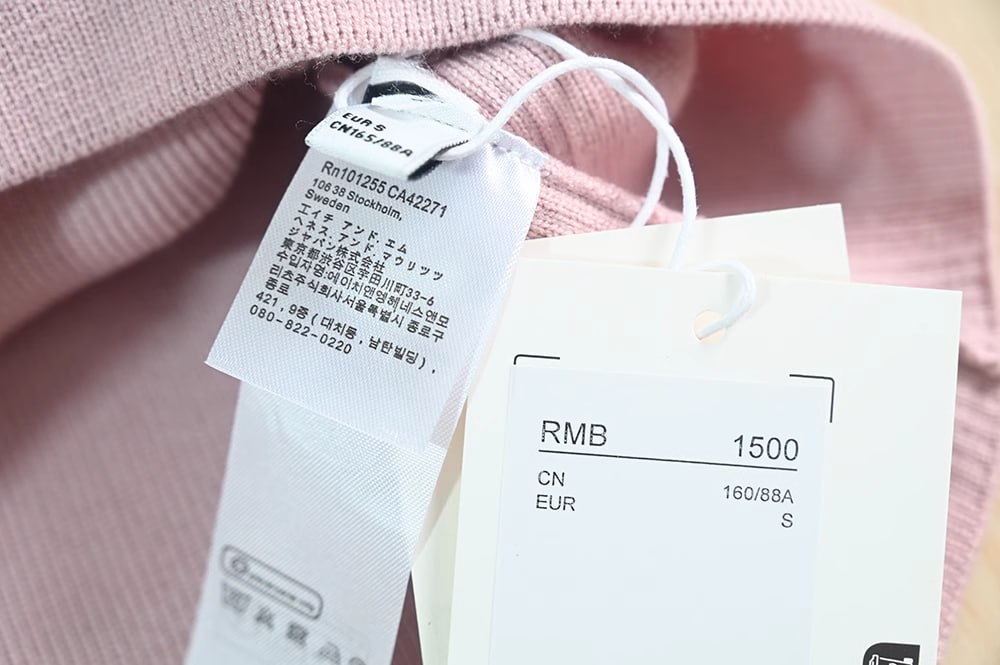 EUR S
CN165/88A
Rn101255 CA42271
106 38 Stockholm,
Sweden
エイチ アンド エム
ヘネス.アンド.マウリッツ
ジャパン株式会社
東京都渋谷区宇田川町33-6
수입자명:에이치앤영헤네스앤모
리츠주식회사서울특별시 종로구
종로
421, 9층 ( 대치동 , 남한빌딩) ,
080-822-0220
RMB 1500
CN 160/88A
EUR S